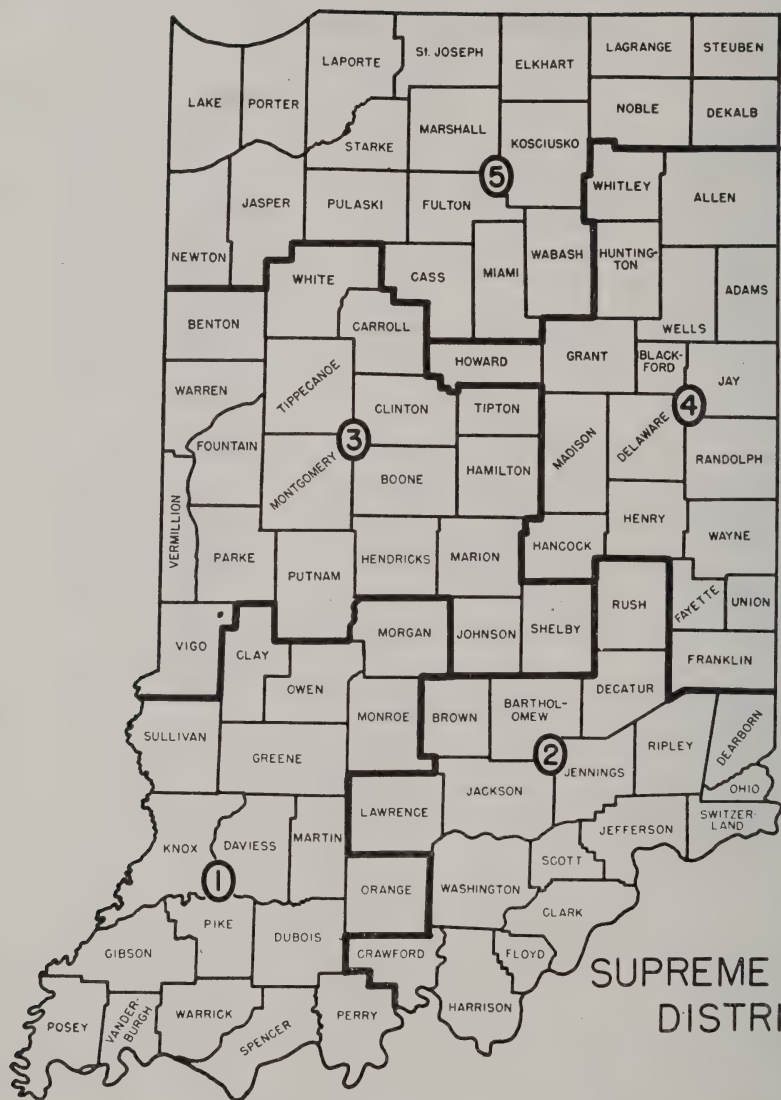 LAKE
PORTER
LAPORTE
ST. JOSEPH
ELKHART
LAGRANGE
STEUBEN
NOBLE
DEKALB
STARKE
MARSHALL
KOSCIUSKO
5
WHITLEY
ALLEN
NEWTON
JASPER
PULASKI
FULTON
CASS
MIAMI
WABASH
HUNTING-
TON
WELLS
ADAMS
BENTON
WHITE
CARROLL
HOWARD
GRANT
BLACK-
FORD
JAY
WARREN
TIPPECANOE
CLINTON
TIPTON
MADISON
DELAWARE
4
RANDOLPH
FOUNTAIN
MONTGOMERY
3
BOONE
HAMILTON
HENRY
WAYNE
VERMILLION
PARKE
PUTNAM
HENDRICKS
MARION
HANCOCK
RUSH
FAYETTE
UNION
VIGO
CLAY
OWEN
MORGAN
JOHNSON
SHELBY
FRANKLIN
SULLIVAN
GREENE
MONROE
BROWN
BARTHOL-
OMEW
DECATUR
2
JENNINGS
RIPLEY
DEARBORN
OHIO
SWITZER-
LAND
KNOX
DAVIESS
MARTIN
LAWRENCE
JACKSON
JEFFERSON
SCOTT
1
ORANGE
WASHINGTON
CLARK
GIBSON
PIKE
DUBOIS
CRAWFORD
FLOYD
HARRISON
POSEY
VANDER-
BURGH
WARRICK
SPENCER
PERRY
SUPREME
DISTRI